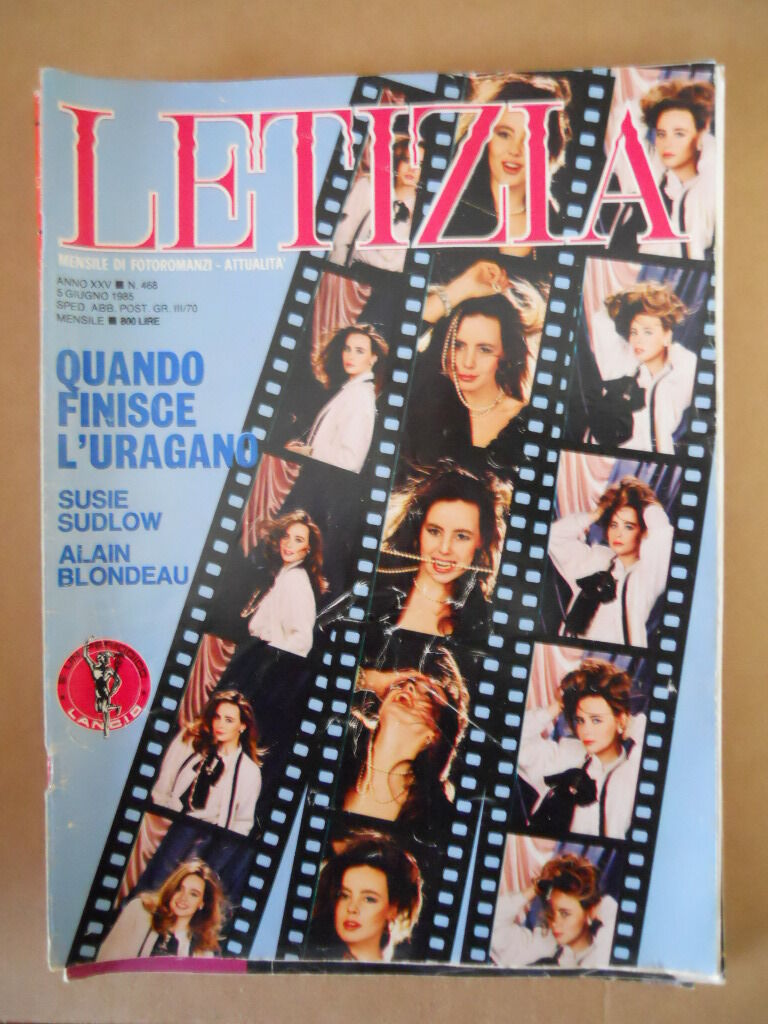 LETIZIA
MENSILE DI FOTOROMANZI - ATTUALITA'
ANNO XXV ■ N. 468
5 GIUGNO 1985
SPED. ABB. POST. GR. III/70
MENSILE ■ 800 LIRE
QUANDO
FINISCE
L'URAGANO
SUSIE
SUDLOW
ALAIN
BLONDEAU
LANCIO